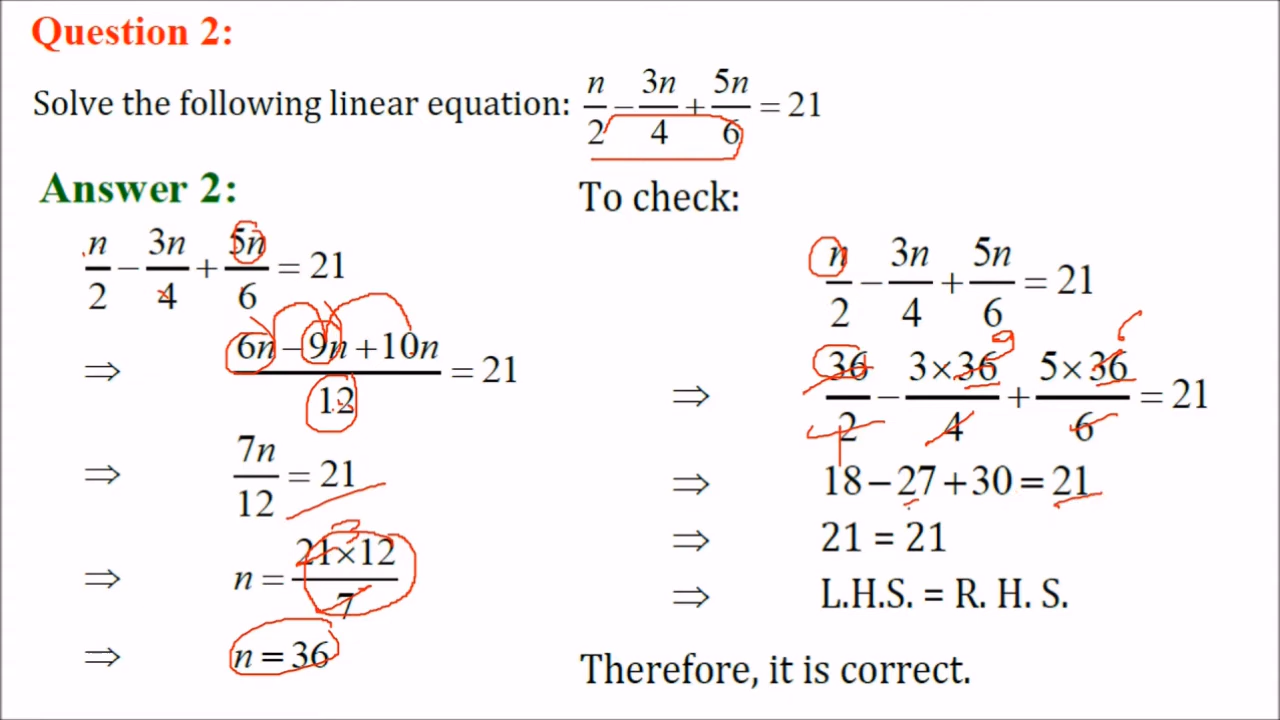 Question 2:
Solve the following linear equation: n/2 − 3n/4 + 5n/6 = 21
Answer 2:
n/2 − 3n/4 + 5n/6 = 21
⇒ (6n − 9n + 10n)/12 = 21
⇒ 7n/12 = 21
⇒ n = (21×12)/7
3
⇒ n = 36
To check:
n/2 − 3n/4 + 5n/6 = 21
⇒ 36/2 − (3×36)/4 + (5×36)/6 = 21
9
⇒ 18 − 27 + 30 = 21
⇒ 21 = 21
⇒ L.H.S. = R. H. S.
Therefore, it is correct.